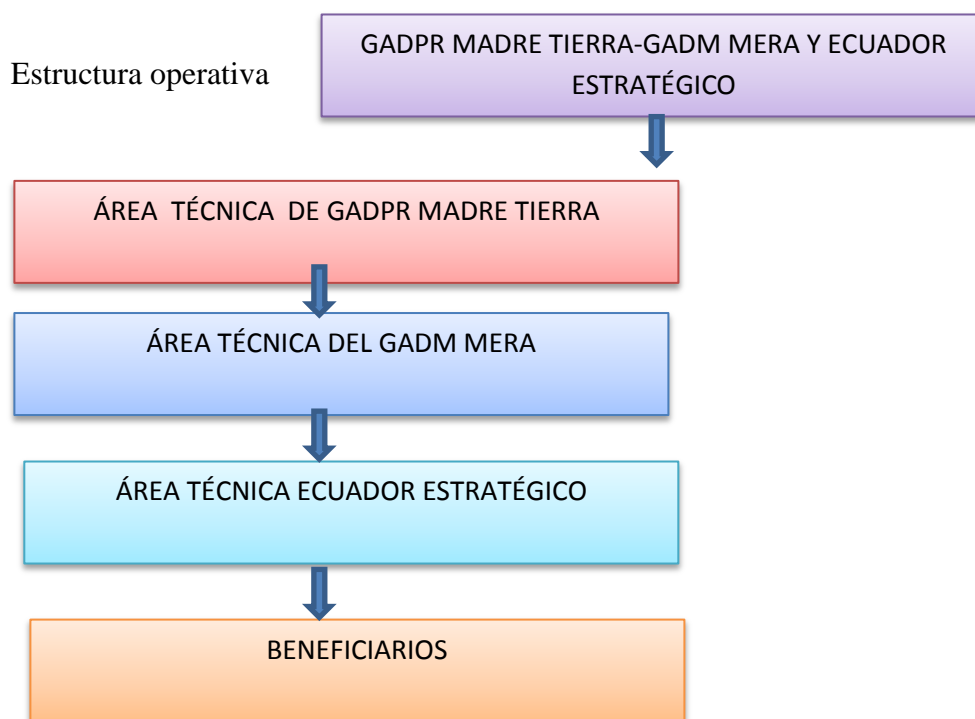 Estructura operativa
GADPR MADRE TIERRA-GADM MERA Y ECUADOR
ESTRATÉGICO
ÁREA TÉCNICA DE GADPR MADRE TIERRA
ÁREA TÉCNICA DEL GADM MERA
ÁREA TÉCNICA ECUADOR ESTRATÉGICO
BENEFICIARIOS